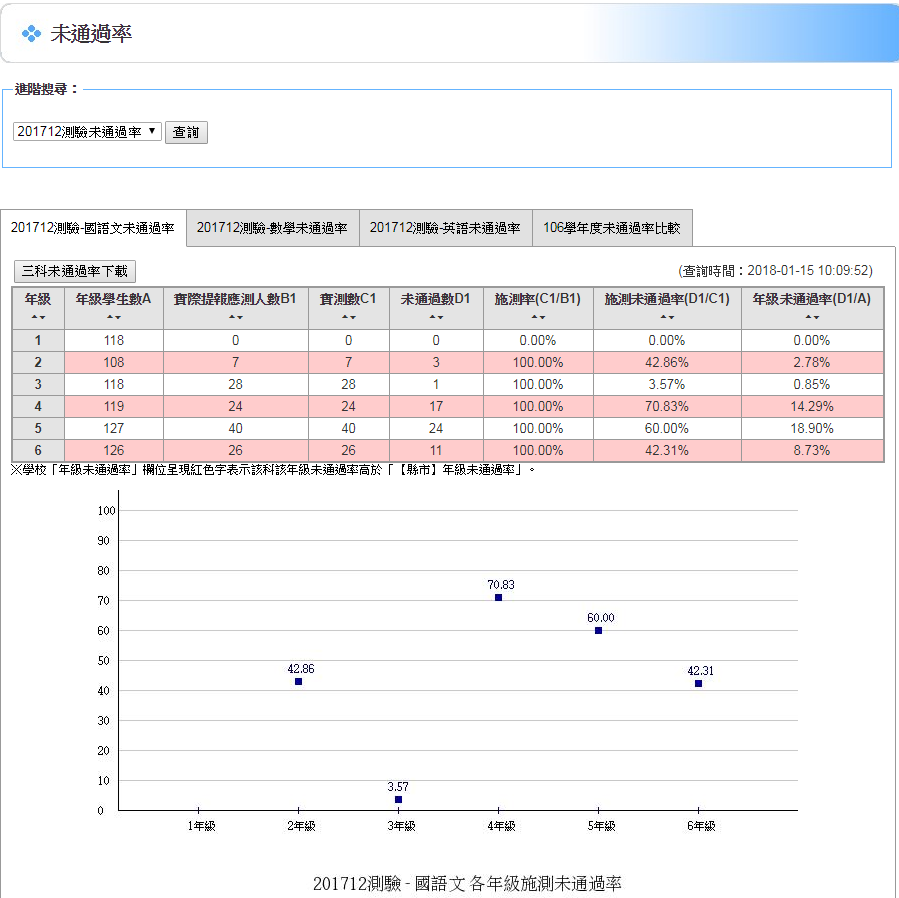 未通過率
進階搜尋：
201712測驗未通過率 ▼ 查詢
201712測驗-國語文未通過率 201712測驗-數學未通過率 201712測驗-英語未通過率 106學年度未通過率比較
三科未通過率下載 (查詢時間：2018-01-15 10:09:52)
年級 年級學生數A 實際提報應測人數B1 實測數C1 未通過數D1 施測率(C1/B1) 施測未通過率(D1/C1) 年級未通過率(D1/A)
1 118 0 0 0 0.00% 0.00% 0.00%
2 108 7 7 3 100.00% 42.86% 2.78%
3 118 28 28 1 100.00% 3.57% 0.85%
4 119 24 24 17 100.00% 70.83% 14.29%
5 127 40 40 24 100.00% 60.00% 18.90%
6 126 26 26 11 100.00% 42.31% 8.73%
※學校「年級未通過率」欄位呈現紅色字表示該科該年級未通過率高於「【縣市】年級未通過率」。
100
90
80
70.83
70
60.00
60
50
42.86 42.31
40
30
20
10
3.57
0
1年級 2年級 3年級 4年級 5年級 6年級
201712測驗 - 國語文 各年級施測未通過率